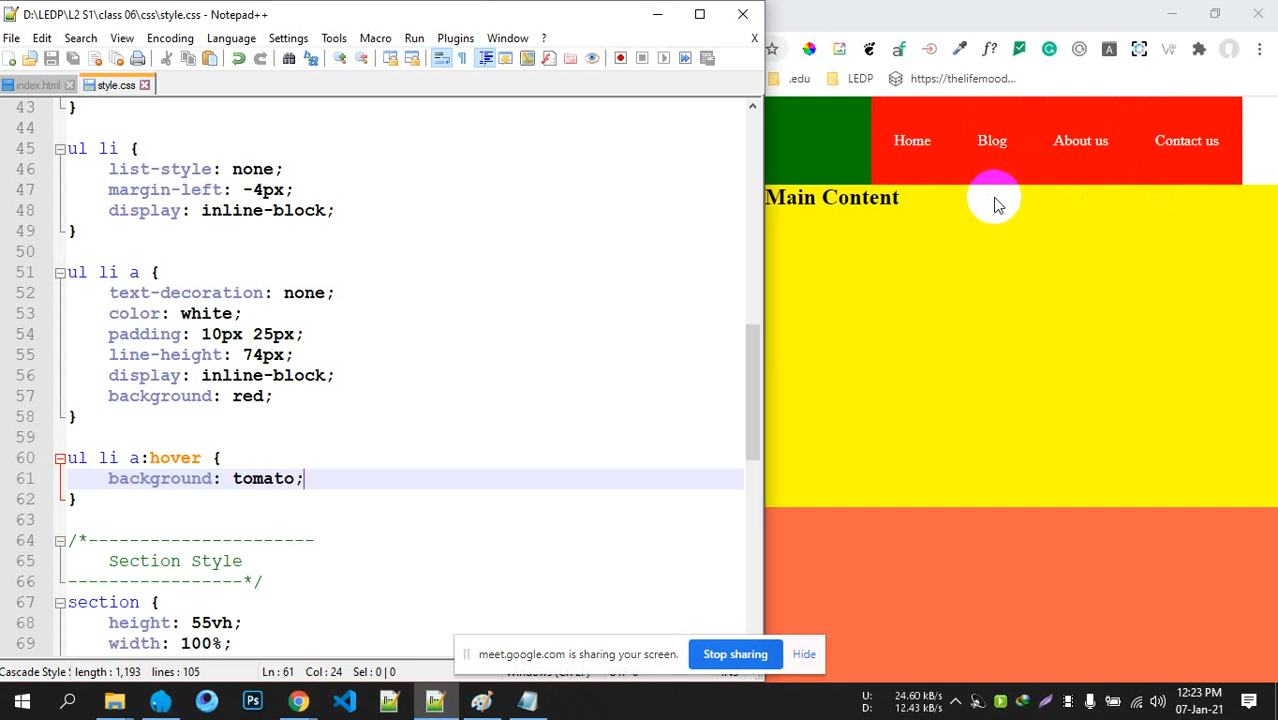 D:\LEDP\L2 S1\class 06\css\style.css - Notepad++
File Edit Search View Encoding Language Settings Tools Macro Run Plugins Window ? X
index.html style.css
43 }
44
45 ul li {
46 list-style: none;
47 margin-left: -4px;
48 display: inline-block;
49 }
50
51 ul li a {
52 text-decoration: none;
53 color: white;
54 padding: 10px 25px;
55 line-height: 74px;
56 display: inline-block;
57 background: red;
58 }
59
60 ul li a:hover {
61 background: tomato;
62 }
63
64 /*---------------------
65 Section Style
66 -----------------*/
67 section {
68 height: 55vh;
69 width: 100%;
Cascade Style length : 1,193 lines : 105 Ln : 61 Col : 24 Sel : 0 | 0
.edu LEDP https://thelifemood...
Home Blog About us Contact us
Main Content
meet.google.com is sharing your screen. Stop sharing Hide
U: 24.60 kB/s
D: 12.43 kB/s
12:23 PM
07-Jan-21